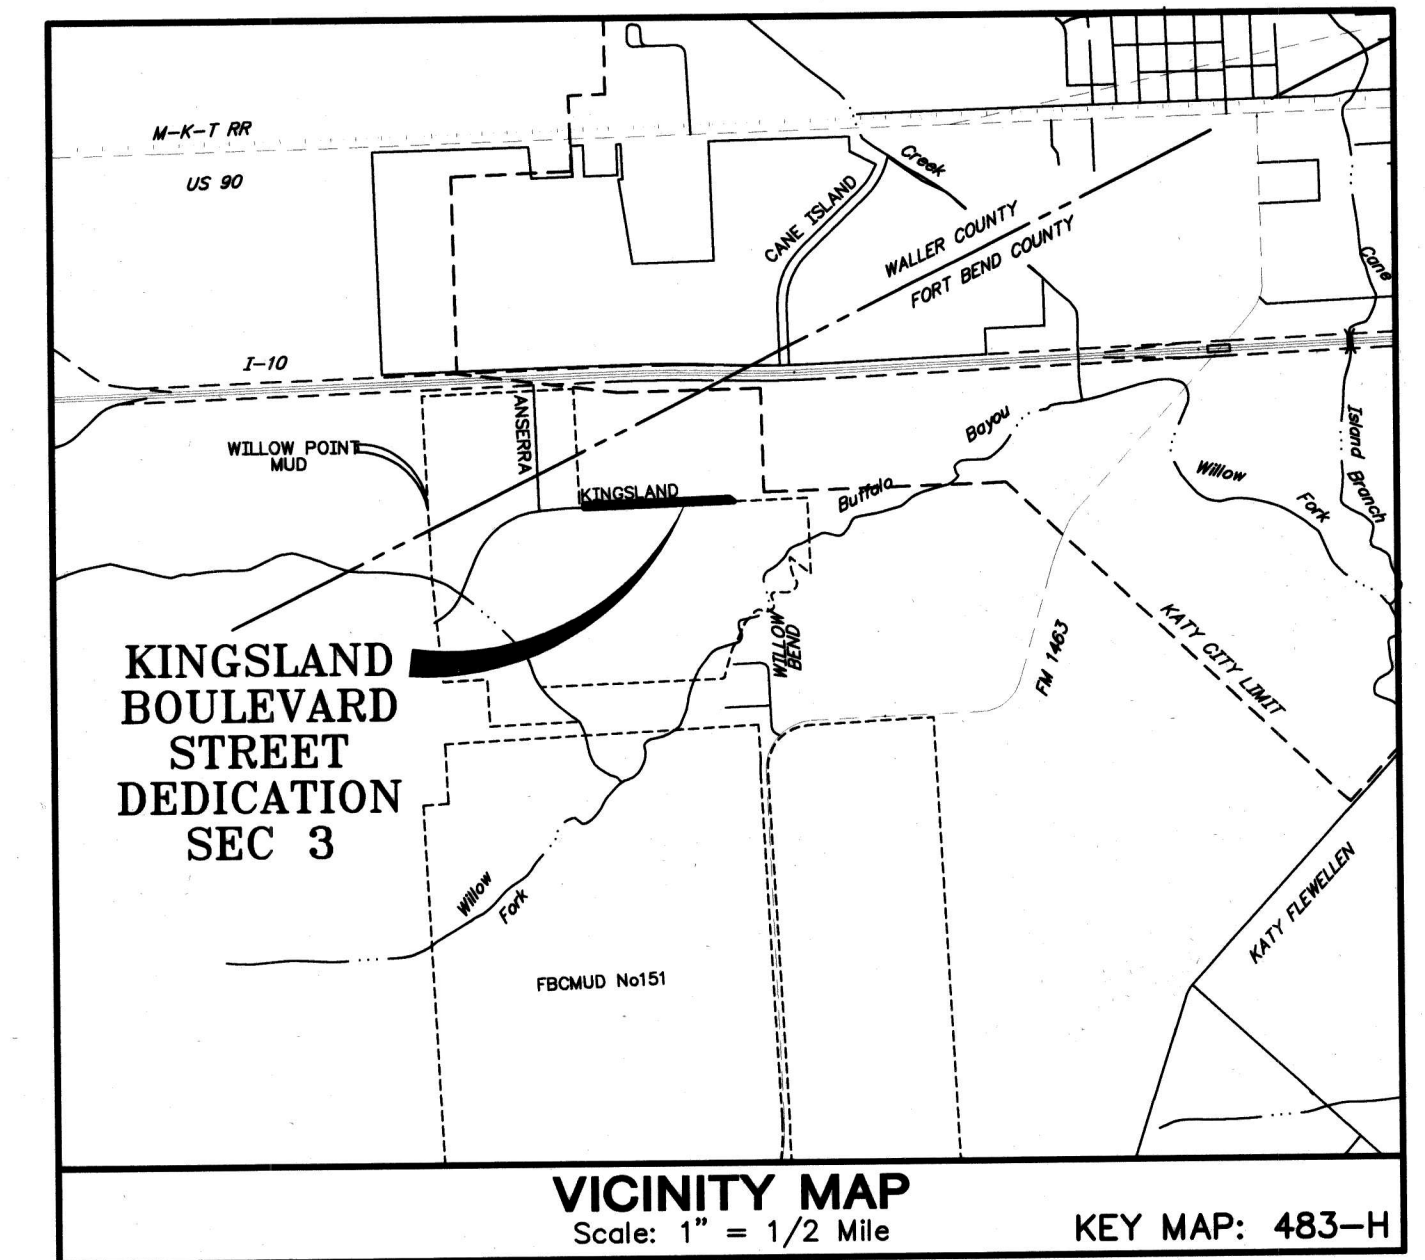 M-K-T RR
US 90
Creek
CANE ISLAND
WALLER COUNTY
FORT BEND COUNTY
Cane
I-10
ANSERRA
WILLOW POINT
MUD
KINGSLAND
Bayou
Buffalo
Willow
Fork
Island Branch
KINGSLAND
BOULEVARD
STREET
DEDICATION
SEC 3
WILLOW
BEND
FM 1463
KATY CITY LIMIT
Willow
Fork
KATY FLEWELLEN
FBCMUD No151
VICINITY MAP
Scale: 1" = 1/2 Mile
KEY MAP: 483-H